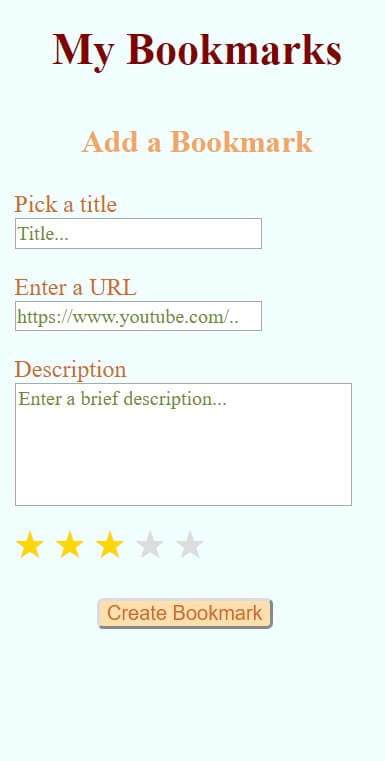 My Bookmarks
Add a Bookmark
Pick a title
Title...
Enter a URL
https://www.youtube.com/..
Description
Enter a brief description...
Create Bookmark